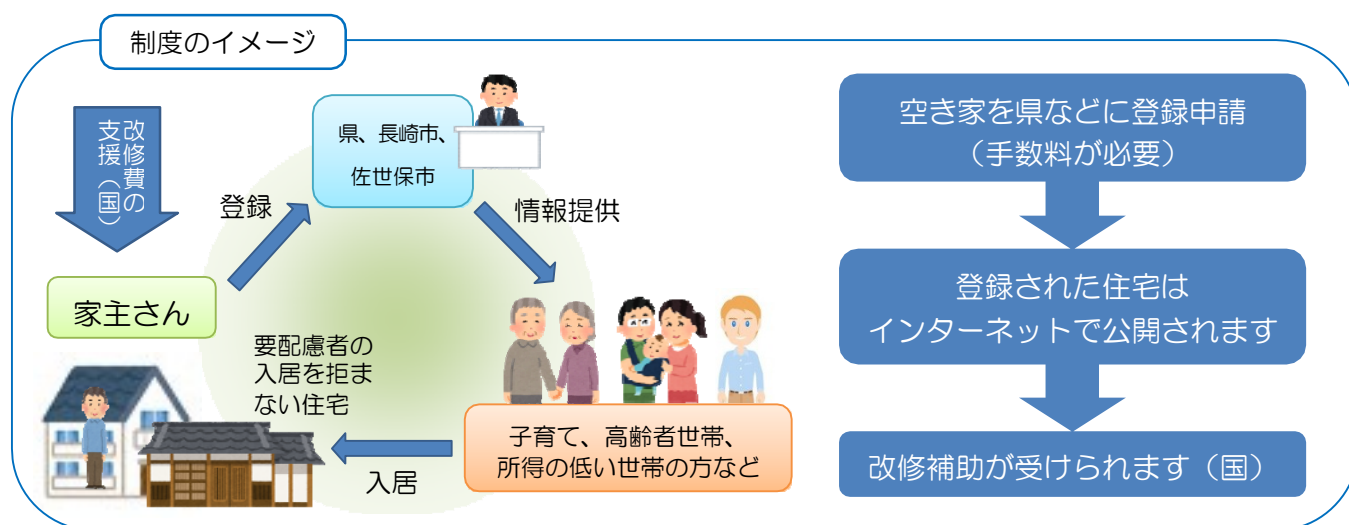 制度のイメージ
改修費の
支援（国）
県、長崎市、
佐世保市
登録
情報提供
家主さん
要配慮者の
入居を拒ま
ない住宅
子育て、高齢者世帯、
所得の低い世帯の方など
入居
空き家を県などに登録申請
（手数料が必要）
登録された住宅は
インターネットで公開されます
改修補助が受けられます（国）